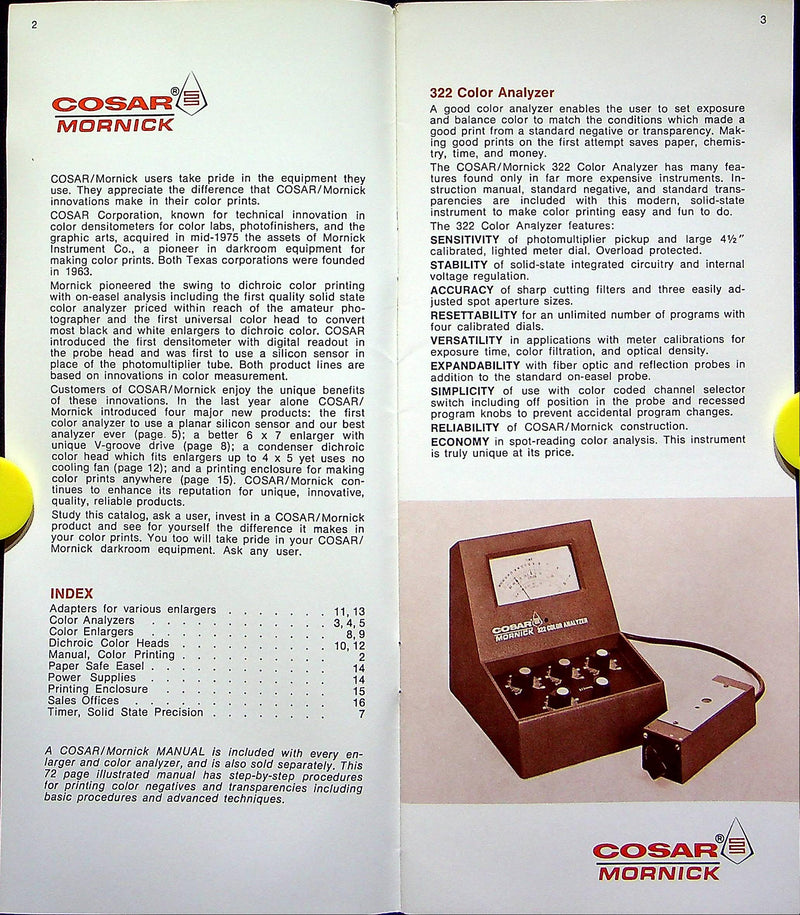 2
COSAR®
MORNICK
COSAR/Mornick users take pride in the equipment they
use. They appreciate the difference that COSAR/Mornick
innovations make in their color prints.
COSAR Corporation, known for technical innovation in
color densitometers for color labs, photofinishers, and the
graphic arts, acquired in mid-1975 the assets of Mornick
Instrument Co., a pioneer in darkroom equipment for
making color prints. Both Texas corporations were founded
in 1963.
Mornick pioneered the swing to dichroic color printing
with on-easel analysis including the first quality solid state
color analyzer priced within reach of the amateur pho-
tographer and the first universal color head to convert
most black and white enlargers to dichroic color. COSAR
introduced the first densitometer with digital readout in
the probe head and was first to use a silicon sensor in
place of the photomultiplier tube. Both product lines are
based on innovations in color measurement.
Customers of COSAR/Mornick enjoy the unique benefits
of these innovations. In the last year alone COSAR/
Mornick introduced four major new products: the first
color analyzer to use a planar silicon sensor and our best
analyzer ever (page. 5); a better 6 x 7 enlarger with
unique V-groove drive (page 8); a condenser dichroic
color head which fits enlargers up to 4 x 5 yet uses no
cooling fan (page 12); and a printing enclosure for making
color prints anywhere (page 15). COSAR/Mornick con-
tinues to enhance its reputation for unique, innovative,
quality, reliable products.
Study this catalog, ask a user, invest in a COSAR/Mornick
product and see for yourself the difference it makes in
your color prints. You too will take pride in your COSAR/
Mornick darkroom equipment. Ask any user.
INDEX
Adapters for various enlargers . . . . . . . 11, 13
Color Analyzers . . . . . . . . . . . 3, 4, 5
Color Enlargers . . . . . . . . . . . 8, 9
Dichroic Color Heads . . . . . . . . . 10, 12
Manual, Color Printing . . . . . . . . . 2
Paper Safe Easel . . . . . . . . . . . 14
Power Supplies . . . . . . . . . . . 14
Printing Enclosure . . . . . . . . . . 15
Sales Offices . . . . . . . . . . . . 16
Timer, Solid State Precision . . . . . . . 7
A COSAR/Mornick MANUAL is included with every en-
larger and color analyzer, and is also sold separately. This
72 page illustrated manual has step-by-step procedures
for printing color negatives and transparencies including
basic procedures and advanced techniques.
3
322 Color Analyzer
A good color analyzer enables the user to set exposure
and balance color to match the conditions which made a
good print from a standard negative or transparency. Mak-
ing good prints on the first attempt saves paper, chemis-
try, time, and money.
The COSAR/Mornick 322 Color Analyzer has many fea-
tures found only in far more expensive instruments. In-
struction manual, standard negative, and standard trans-
parencies are included with this modern, solid-state
instrument to make color printing easy and fun to do.
The 322 Color Analyzer features:
SENSITIVITY of photomultiplier pickup and large 4½″
calibrated, lighted meter dial. Overload protected.
STABILITY of solid-state integrated circuitry and internal
voltage regulation.
ACCURACY of sharp cutting filters and three easily ad-
justed spot aperture sizes.
RESETTABILITY for an unlimited number of programs with
four calibrated dials.
VERSATILITY in applications with meter calibrations for
exposure time, color filtration, and optical density.
EXPANDABILITY with fiber optic and reflection probes in
addition to the standard on-easel probe.
SIMPLICITY of use with color coded channel selector
switch including off position in the probe and recessed
program knobs to prevent accidental program changes.
RELIABILITY of COSAR/Mornick construction.
ECONOMY in spot-reading color analysis. This instrument
is truly unique at its price.
COSAR
MORNICK 322 COLOR ANALYZER
COSAR®
MORNICK